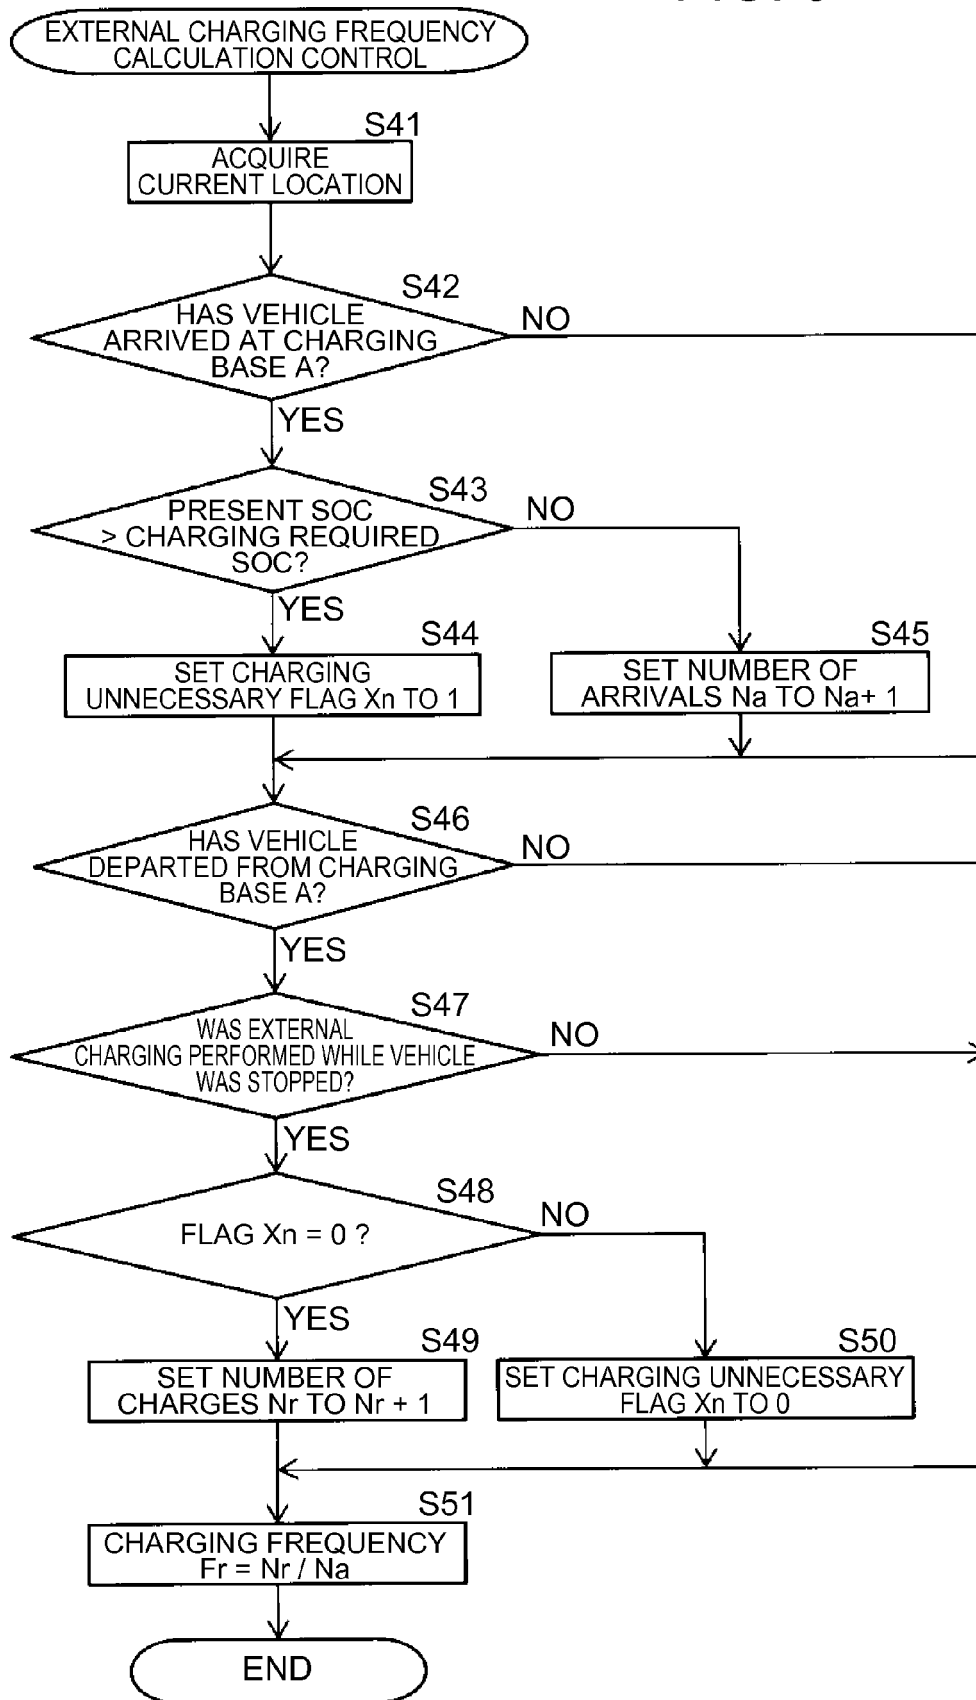 EXTERNAL CHARGING FREQUENCY
CALCULATION CONTROL
S41
ACQUIRE
CURRENT LOCATION
S42
HAS VEHICLE
ARRIVED AT CHARGING
BASE A?
NO
YES
S43
PRESENT SOC
> CHARGING REQUIRED
SOC?
NO
YES
S44
SET CHARGING
UNNECESSARY FLAG Xn TO 1
S45
SET NUMBER OF
ARRIVALS Na TO Na+ 1
S46
HAS VEHICLE
DEPARTED FROM CHARGING
BASE A?
NO
YES
S47
WAS EXTERNAL
CHARGING PERFORMED WHILE VEHICLE
WAS STOPPED?
NO
YES
S48
FLAG Xn = 0 ?
NO
YES
S49
SET NUMBER OF
CHARGES Nr TO Nr + 1
S50
SET CHARGING UNNECESSARY
FLAG Xn TO 0
S51
CHARGING FREQUENCY
Fr = Nr / Na
END